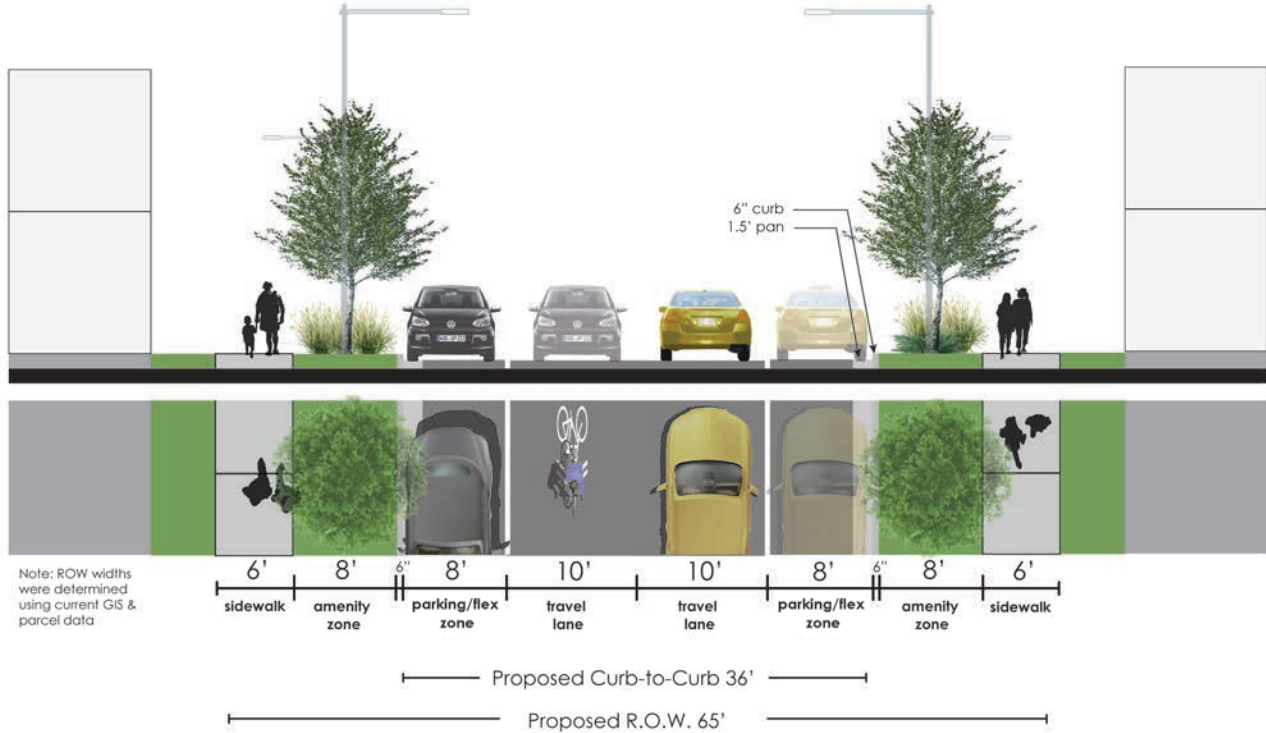 6” curb
1.5’ pan
Note: ROW widths
were determined
using current GIS &
parcel data
6’ 8’ 6” 8’ 10’ 10’ 8’ 6” 8’ 6’
sidewalk amenity zone parking/flex zone travel lane travel lane parking/flex zone amenity zone sidewalk
Proposed Curb-to-Curb 36’
Proposed R.O.W. 65’